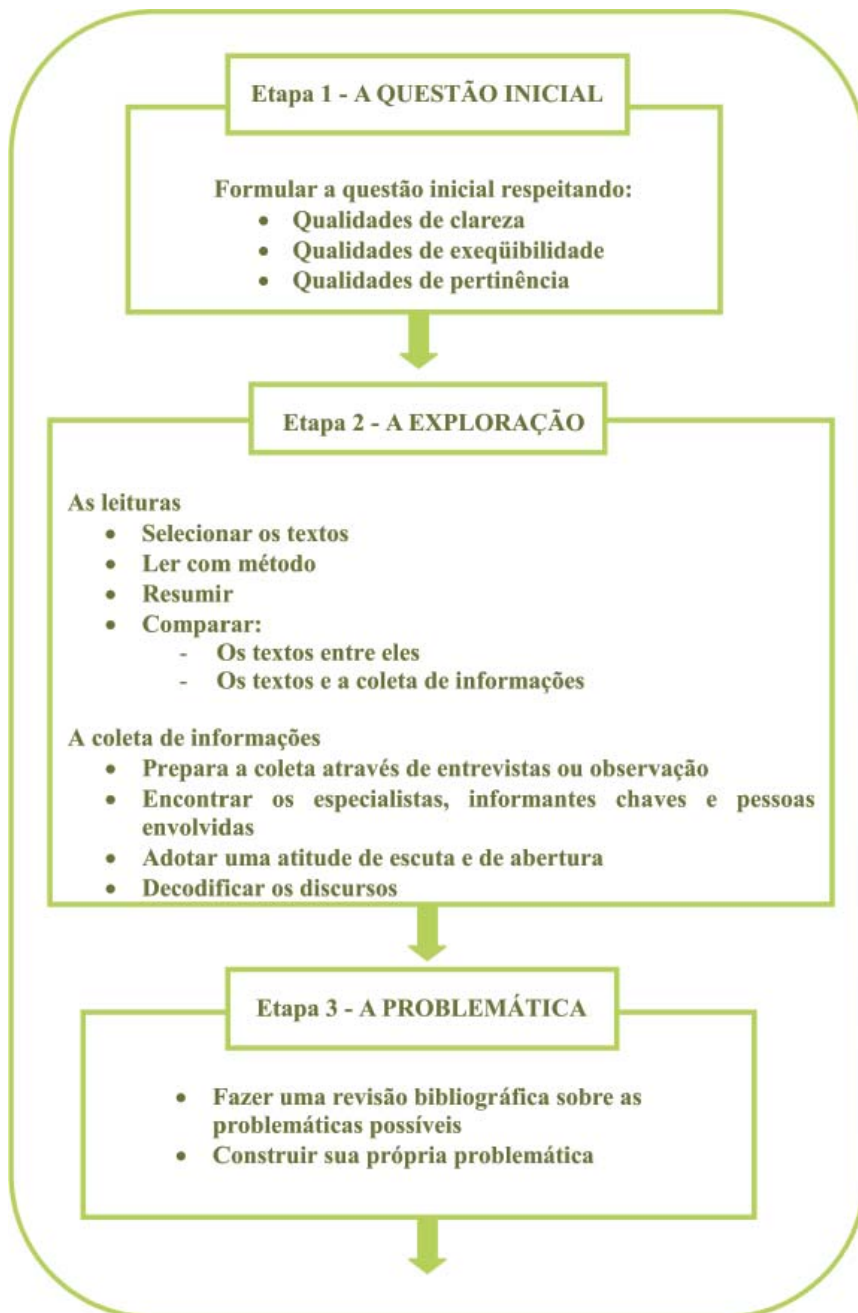 Etapa 1 - A QUESTÃO INICIAL
Formular a questão inicial respeitando:
• Qualidades de clareza
• Qualidades de exeqüibilidade
• Qualidades de pertinência
Etapa 2 - A EXPLORAÇÃO
As leituras
• Selecionar os textos
• Ler com método
• Resumir
• Comparar:
- Os textos entre eles
- Os textos e a coleta de informações
A coleta de informações
• Prepara a coleta através de entrevistas ou observação
• Encontrar os especialistas, informantes chaves e pessoas
envolvidas
• Adotar uma atitude de escuta e de abertura
• Decodificar os discursos
Etapa 3 - A PROBLEMÁTICA
• Fazer uma revisão bibliográfica sobre as
problemáticas possíveis
• Construir sua própria problemática